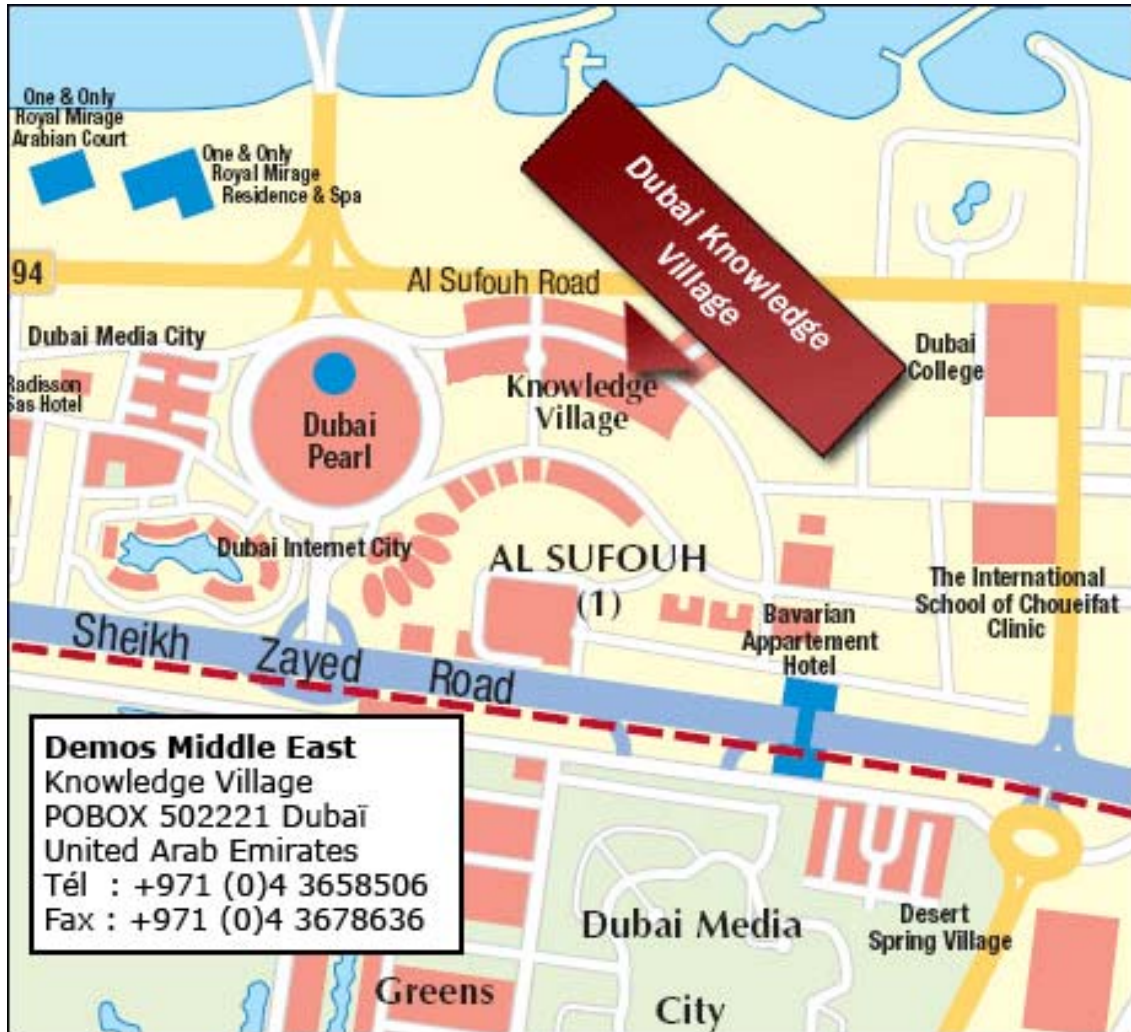 One & Only
Royal Mirage
Arabian Court
One & Only
Royal Mirage
Residence & Spa
Dubai Knowledge
Village
94
Al Sufouh Road
Dubai Media City
Radisson
Sas Hotel
Dubai
Pearl
Knowledge
Village
Dubai
College
Dubai Internet City
AL SUFOUH
(1)
The International
School of Choueifat
Clinic
Bavarian
Appartement
Hotel
Sheikh Zayed Road
Demos Middle East
Knowledge Village
POBOX 502221 Dubaï
United Arab Emirates
Tél : +971 (0)4 3658506
Fax : +971 (0)4 3678636
Dubai Media
City
Desert
Spring Village
Greens